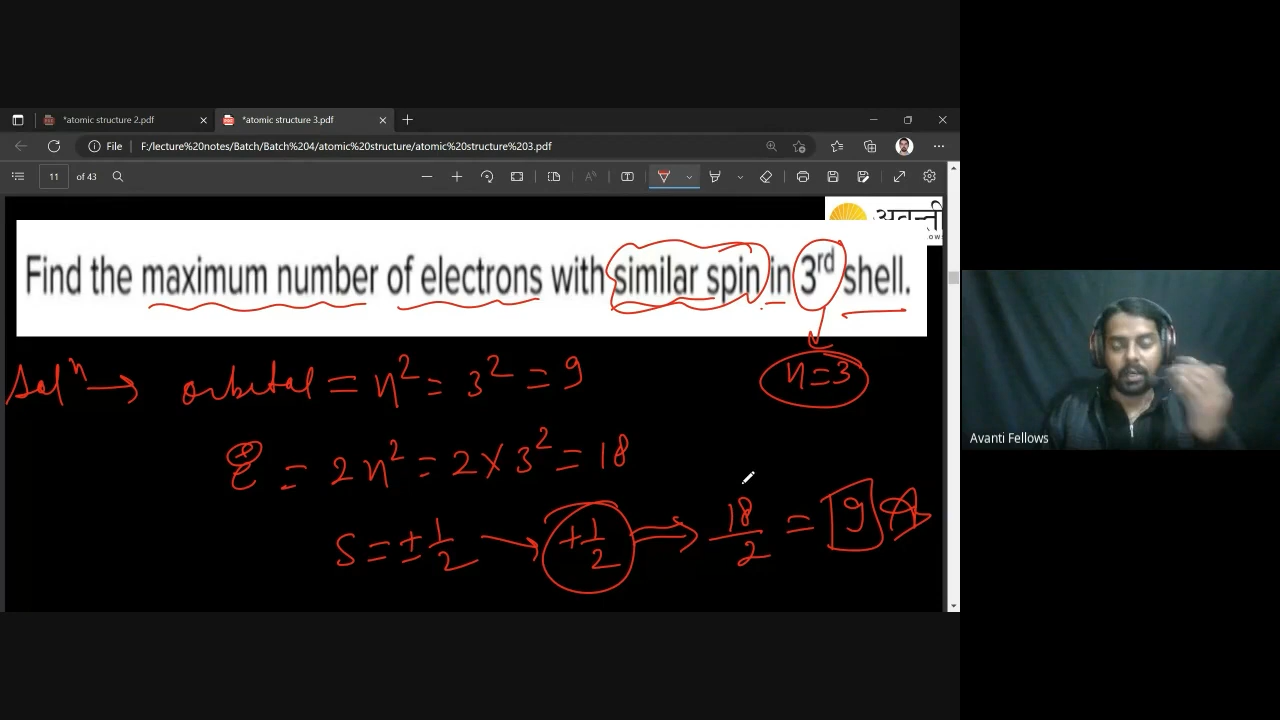 *atomic structure 2.pdf
*atomic structure 3.pdf
File
F:/lecture%20notes/Batch/Batch%204/atomic%20structure/atomic%20structure%203.pdf
11 of 43
अवन्ती
Find the maximum number of electrons with similar spin in 3rd shell.
n=3
Solⁿ → orbital = n² = 3² = 9
= 2n² = 2×3² = 18
S = ±1/2 → +1/2 ⇒ 18/2 = 9
Avanti Fellows